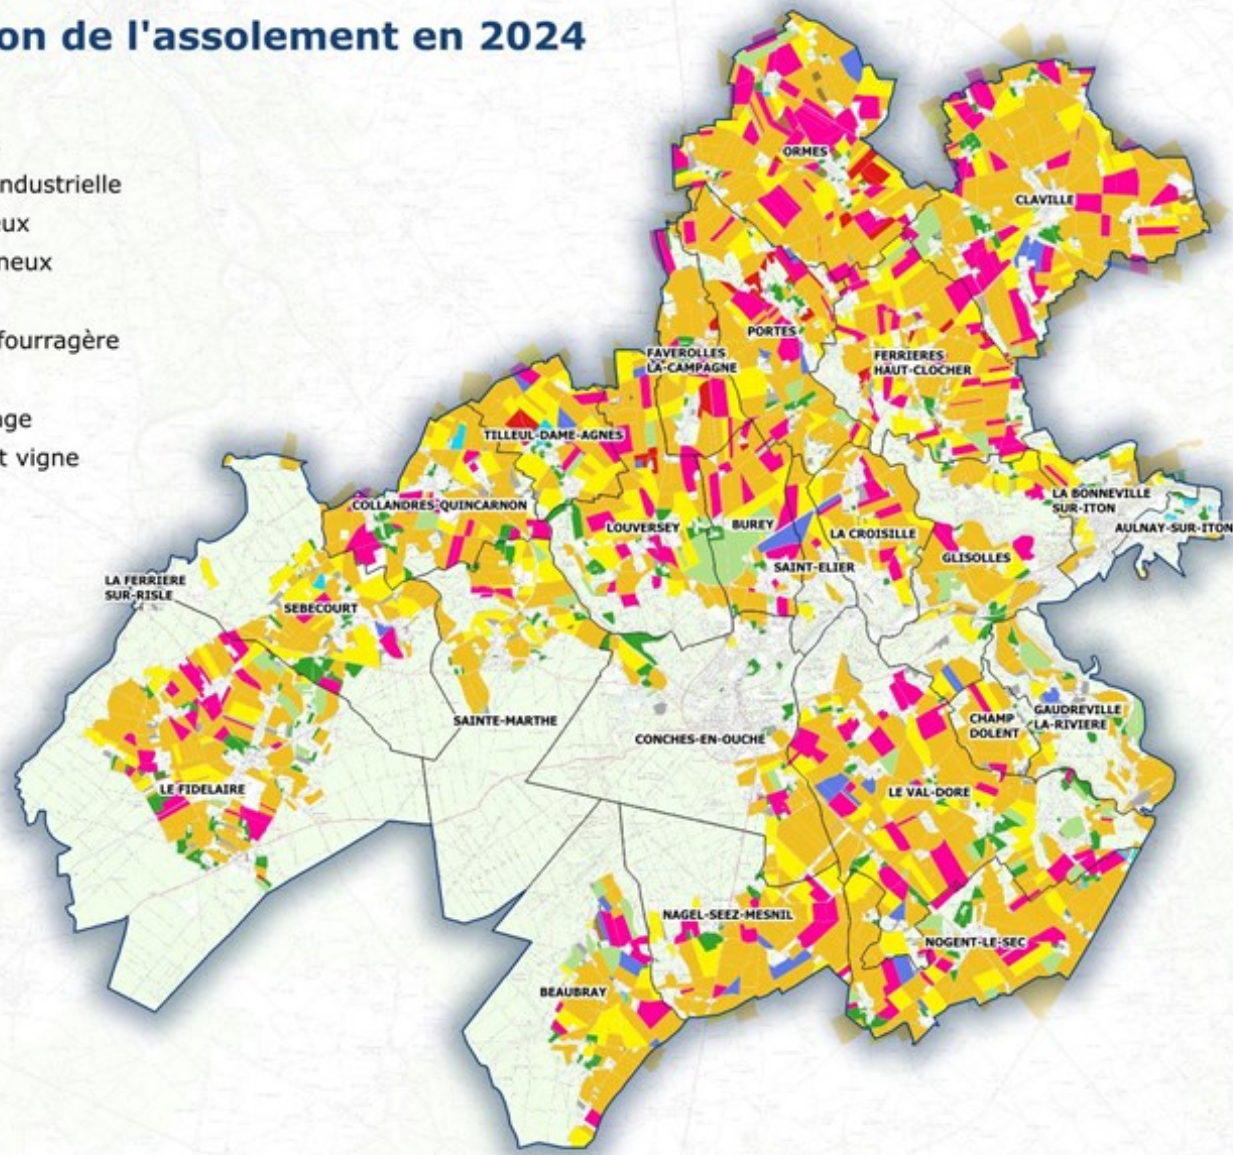 on de l'assolement en 2024
ndustrielle
ux
neux
fourragère
ge
t vigne
ORMES
CLAVILLE
PORTES
FAVEROLLES
LA-CAMPAGNE
FERRIERES
HAUT-CLOCHER
TILLEUL-DAME-AGNES
COLLANDRES-QUINCARNON
LOUVERSEY
BUREY
LA CROISILLE
LA BONNEVILLE
SUR-ITON
AULNAY-SUR-ITON
GLISOLLES
SAINT-ELIER
LA FERRIERE
SUR-RISLE
SEBECOURT
SAINTE-MARTHE
CONCHES-EN-OUCHE
CHAMP
DOLENT
GAUDREVILLE
LA-RIVIERE
LE FIDELAIRE
LE VAL-DORE
NAGEL-SEEZ-MESNIL
NOGENT-LE-SEC
BEAUBRAY